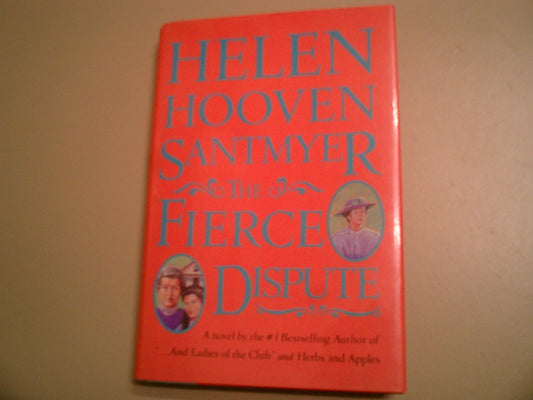 HELEN
HOOVEN
SANTMYER
THE
FIERCE
DISPUTE
A novel by the #1 Bestselling Author of
"...And Ladies of the Club" and Herbs and Apples